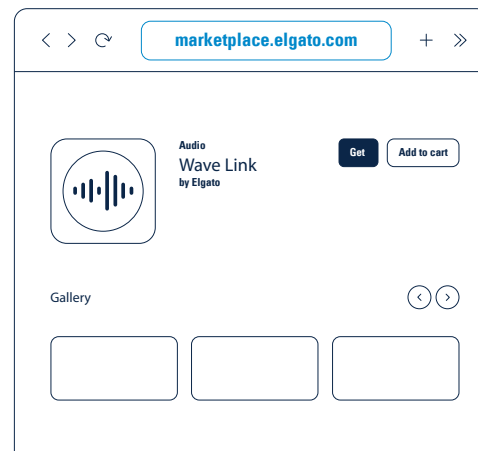 marketplace.elgato.com
Audio
Wave Link
by Elgato
Get
Add to cart
Gallery